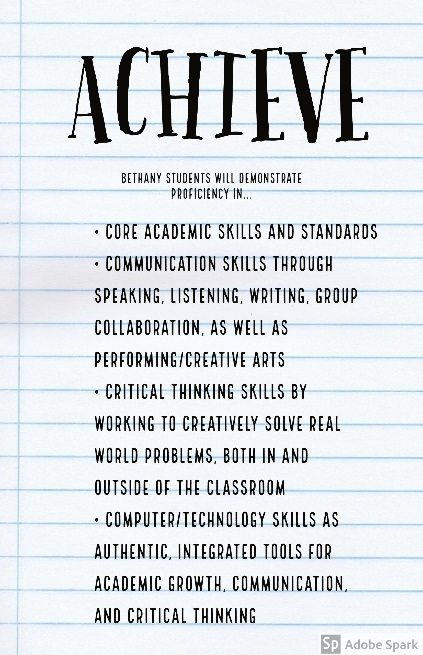 ACHIEVE
BETHANY STUDENTS WILL DEMONSTRATE
PROFICIENCY IN...
• CORE ACADEMIC SKILLS AND STANDARDS
• COMMUNICATION SKILLS THROUGH
SPEAKING, LISTENING, WRITING, GROUP
COLLABORATION, AS WELL AS
PERFORMING/CREATIVE ARTS
• CRITICAL THINKING SKILLS BY
WORKING TO CREATIVELY SOLVE REAL
WORLD PROBLEMS, BOTH IN AND
OUTSIDE OF THE CLASSROOM
• COMPUTER/TECHNOLOGY SKILLS AS
AUTHENTIC, INTEGRATED TOOLS FOR
ACADEMIC GROWTH, COMMUNICATION,
AND CRITICAL THINKING
Sp Adobe Spark